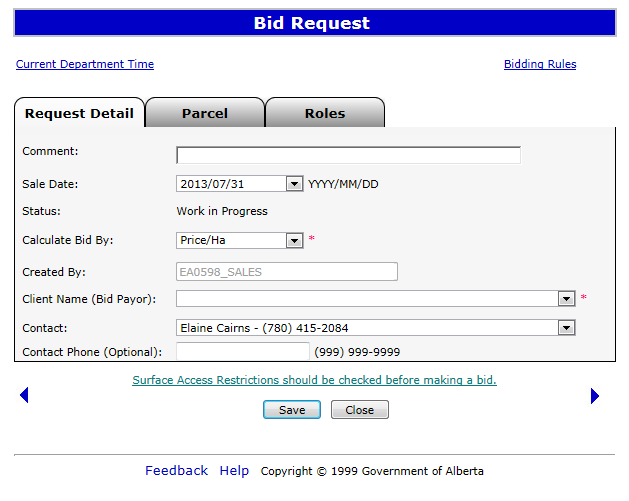 Bid Request
Current Department Time Bidding Rules
Request Detail Parcel Roles
Comment:
Sale Date: 2013/07/31 YYYY/MM/DD
Status: Work in Progress
Calculate Bid By: Price/Ha *
Created By: EA0598_SALES
Client Name (Bid Payor): *
Contact: Elaine Cairns - (780) 415-2084
Contact Phone (Optional): (999) 999-9999
Surface Access Restrictions should be checked before making a bid.
Save Close
Feedback Help Copyright © 1999 Government of Alberta